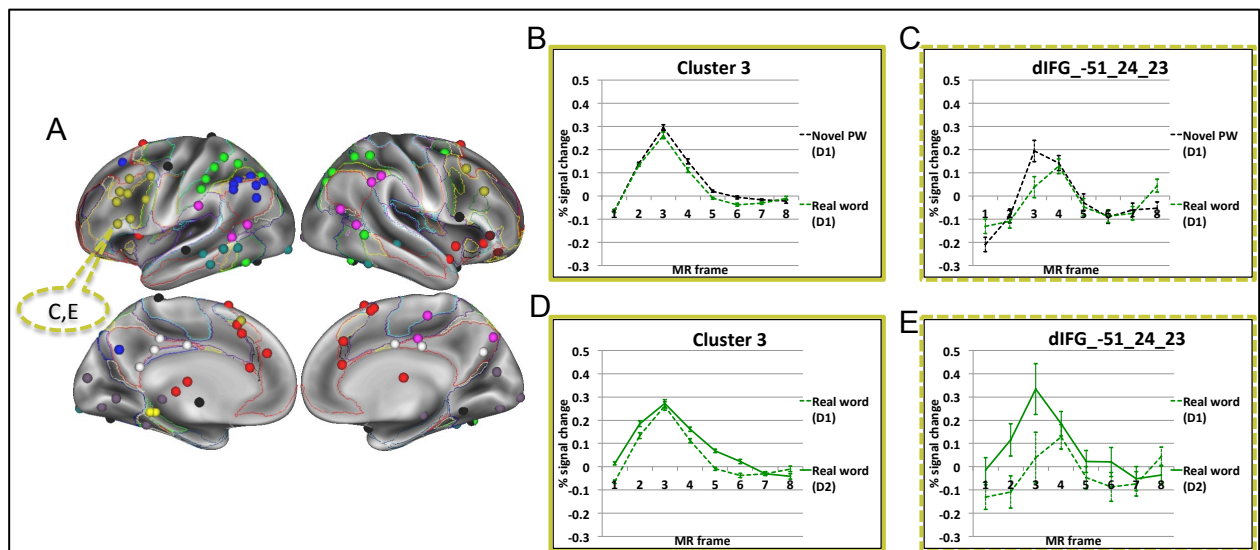 A
C,E
B
Cluster 3
% signal change
0.5
0.4
0.3
0.2
0.1
0
-0.1
-0.2
-0.3
1 2 3 4 5 6 7 8
MR frame
Novel PW
(D1)
Real word
(D1)
C
dIFG_-51_24_23
% signal change
0.5
0.4
0.3
0.2
0.1
0
-0.1
-0.2
-0.3
1 2 3 4 5 6 7 8
MR frame
Novel PW
(D1)
Real word
(D1)
D
Cluster 3
% signal change
0.5
0.4
0.3
0.2
0.1
0
-0.1
-0.2
-0.3
1 2 3 4 5 6 7 8
MR frame
Real word
(D1)
Real word
(D2)
E
dIFG_-51_24_23
% signal change
0.5
0.4
0.3
0.2
0.1
0
-0.1
-0.2
-0.3
1 2 3 4 5 6 7 8
MR frame
Real word
(D1)
Real word
(D2)